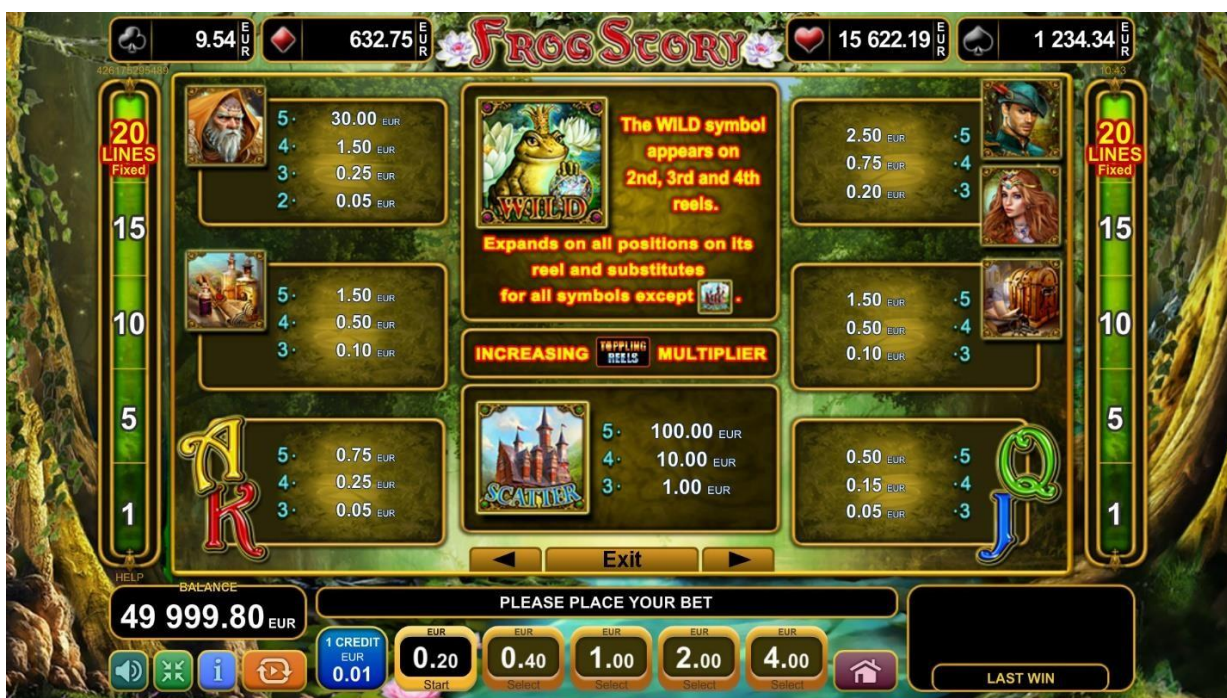 9.54 EUR
632.75 EUR
FROG STORY
15 622.19 EUR
1 234.34 EUR
426175295489
10:43
20
LINES
Fixed
15
10
5
1
5· 30.00 EUR
4· 1.50 EUR
3· 0.25 EUR
2· 0.05 EUR
5· 1.50 EUR
4· 0.50 EUR
3· 0.10 EUR
A
K
5· 0.75 EUR
4· 0.25 EUR
3· 0.05 EUR
WILD
The WILD symbol
appears on
2nd, 3rd and 4th
reels.
Expands on all positions on its
reel and substitutes
for all symbols except .
INCREASING TOPPLING REELS MULTIPLIER
SCATTER
5· 100.00 EUR
4· 10.00 EUR
3· 1.00 EUR
2.50 EUR ·5
0.75 EUR ·4
0.20 EUR ·3
1.50 EUR ·5
0.50 EUR ·4
0.10 EUR ·3
0.50 EUR ·5
0.15 EUR ·4
0.05 EUR ·3
Q
J
20
LINES
Fixed
15
10
5
1
Exit
HELP
BALANCE
49 999.80 EUR
PLEASE PLACE YOUR BET
1 CREDIT
EUR
0.01
EUR
0.20
Start
EUR
0.40
Select
EUR
1.00
Select
EUR
2.00
Select
EUR
4.00
Select
LAST WIN